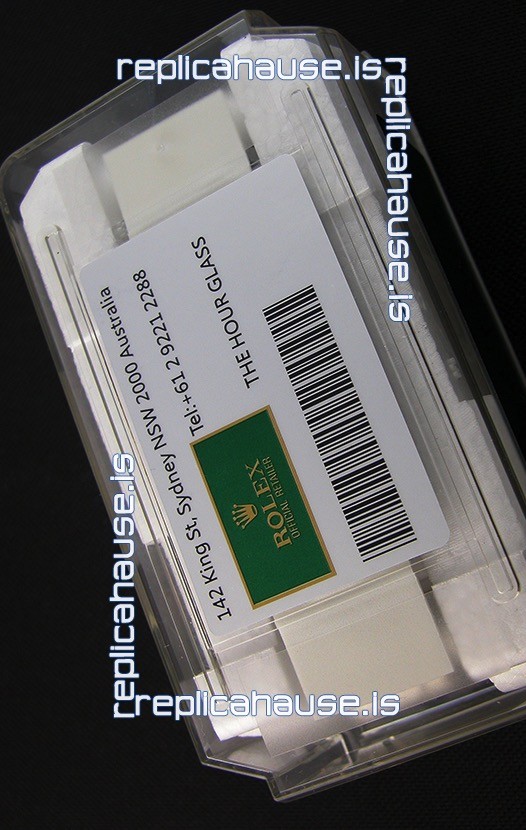 replicahause.is
replicahause.is
THE HOUR GLASS
Tel:+61 2 9221 2288
142 King St, Sydney NSW 2000 Australia
ROLEX
OFFICIAL RETAILER
replicahause.is
replicahause.is